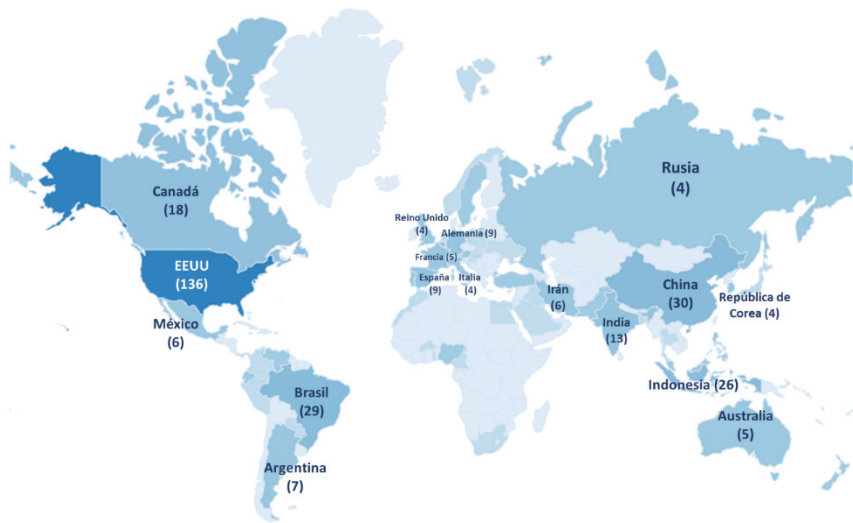 Canadá
(18)
EEUU
(136)
México
(6)
Brasil
(29)
Argentina
(7)
Reino Unido
(4)
Alemania (9)
Francia (5)
España
(9)
Italia
(4)
Rusia
(4)
Irán
(6)
India
(13)
China
(30)
República de
Corea (4)
Indonesia (26)
Australia
(5)